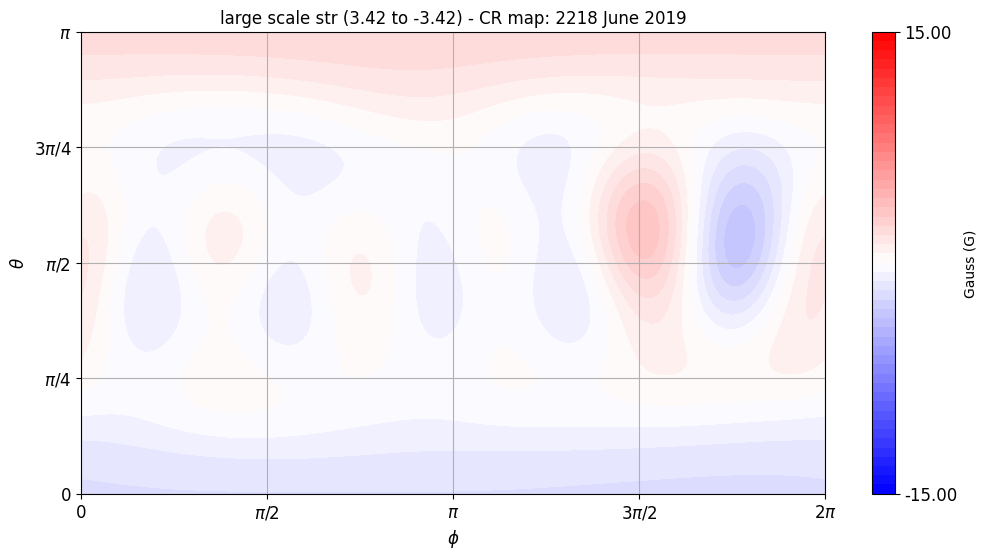 large scale str (3.42 to -3.42) - CR map: 2218 June 2019
π
3π/4
π/2
π/4
0
θ
0
π/2
π
3π/2
2π
ϕ
15.00
-15.00
Gauss (G)